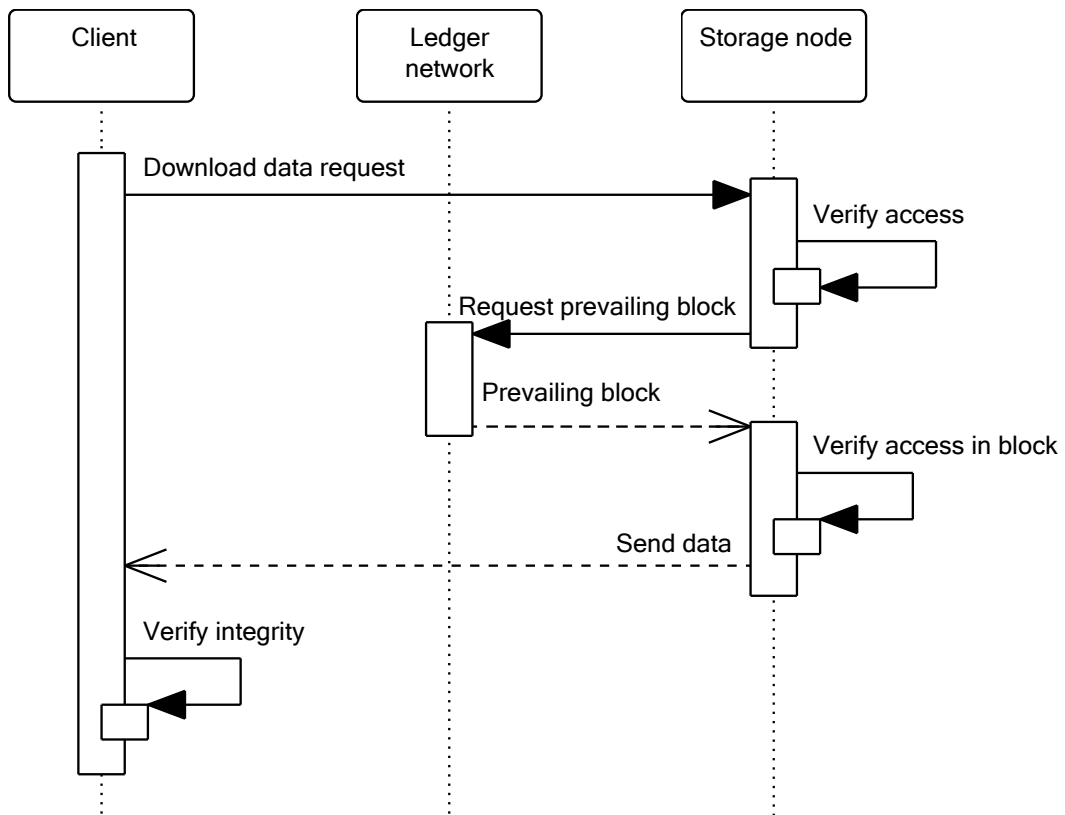 Client
Ledger
network
Storage node
Download data request
Verify access
Request prevailing block
Prevailing block
Verify access in block
Send data
Verify integrity